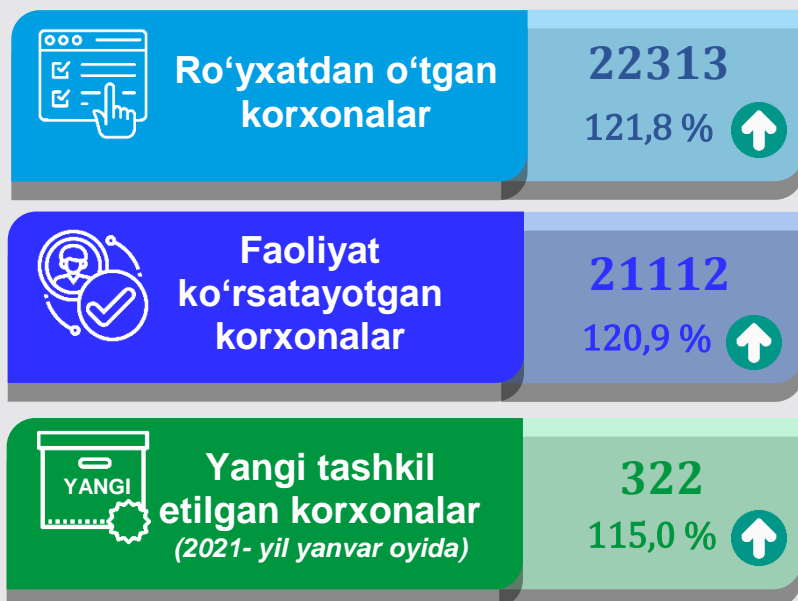 Ro‘yxatdan o‘tgan
korxonalar
22313
121,8 %
Faoliyat
ko‘rsatayotgan
korxonalar
21112
120,9 %
YANGI
Yangi tashkil
etilgan korxonalar
(2021- yil yanvar oyida)
322
115,0 %